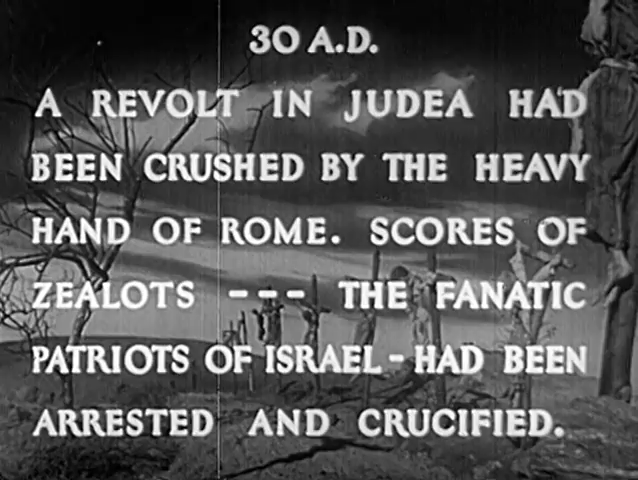 30 A.D.
A REVOLT IN JUDEA HAD
BEEN CRUSHED BY THE HEAVY
HAND OF ROME. SCORES OF
ZEALOTS --- THE FANATIC
PATRIOTS OF ISRAEL - HAD BEEN
ARRESTED AND CRUCIFIED.